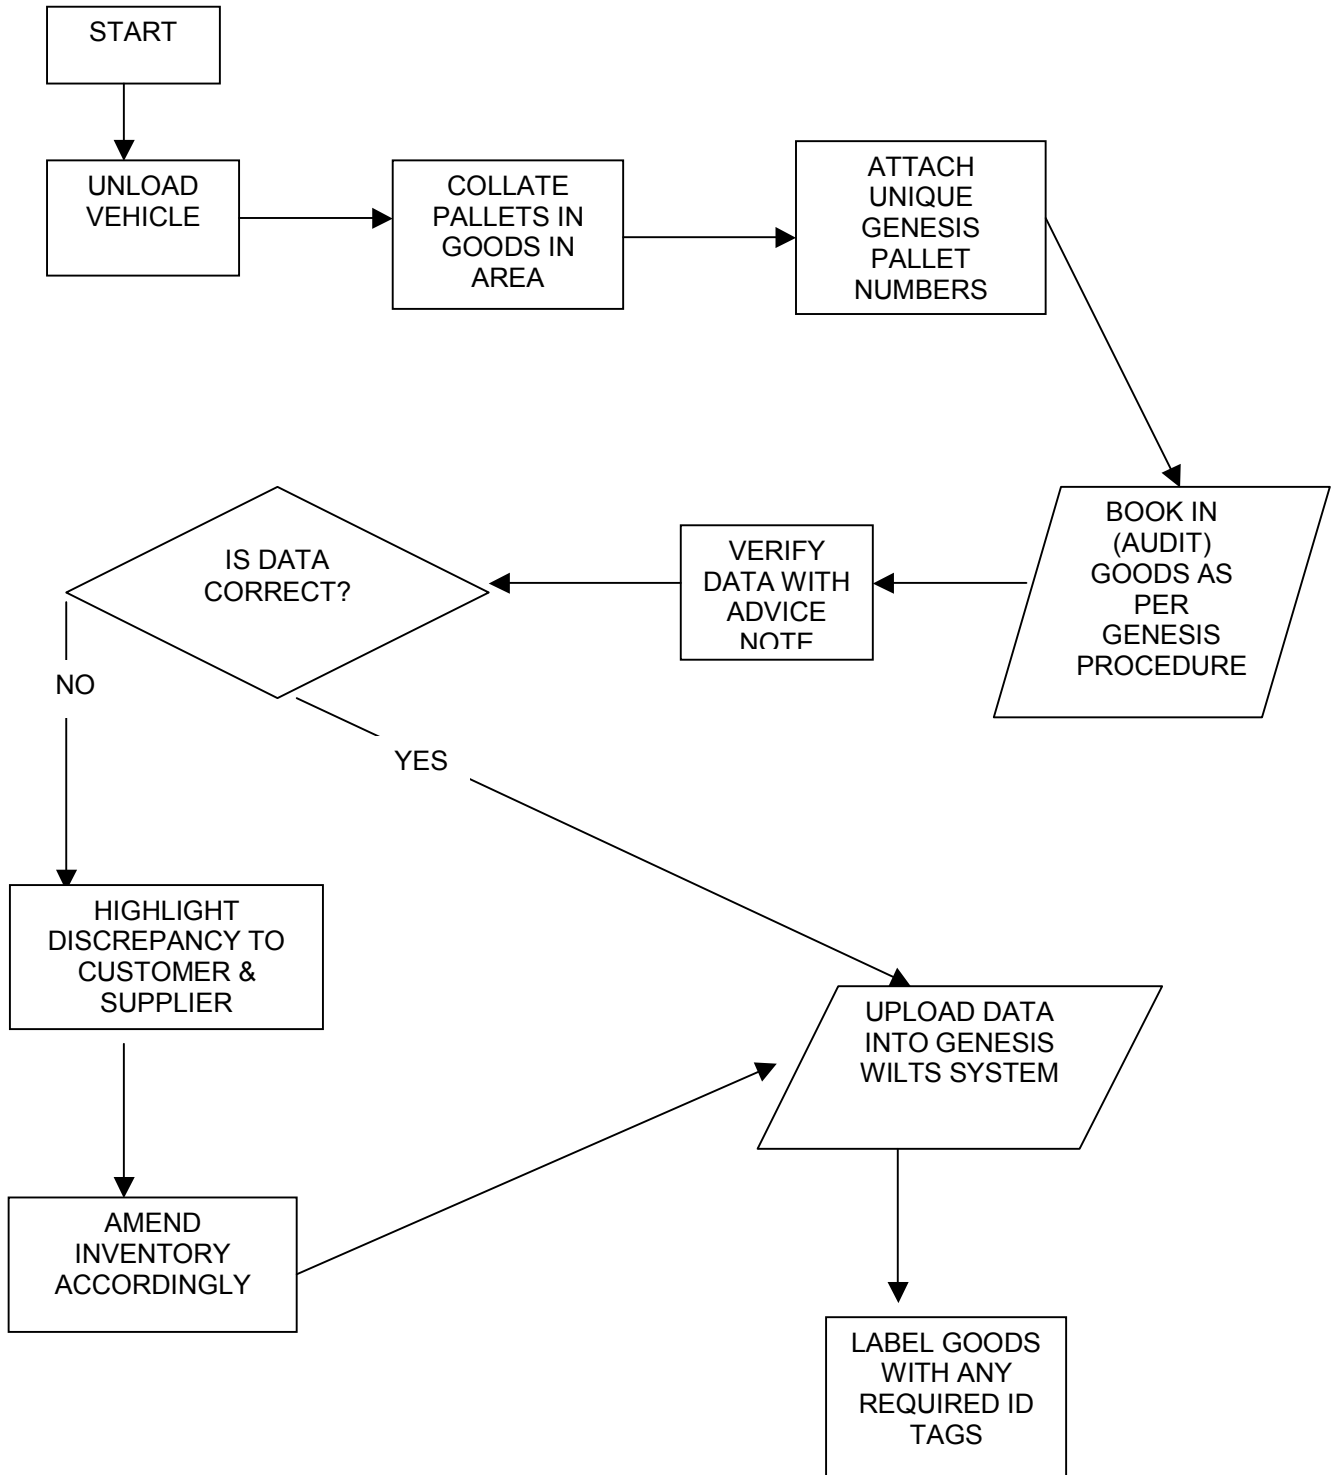 START
UNLOAD
VEHICLE
COLLATE
PALLETS IN
GOODS IN
AREA
ATTACH
UNIQUE
GENESIS
PALLET
NUMBERS
BOOK IN
(AUDIT)
GOODS AS
PER
GENESIS
PROCEDURE
VERIFY
DATA WITH
ADVICE
NOTE
IS DATA
CORRECT?
NO
YES
HIGHLIGHT
DISCREPANCY TO
CUSTOMER &
SUPPLIER
UPLOAD DATA
INTO GENESIS
WILTS SYSTEM
AMEND
INVENTORY
ACCORDINGLY
LABEL GOODS
WITH ANY
REQUIRED ID
TAGS